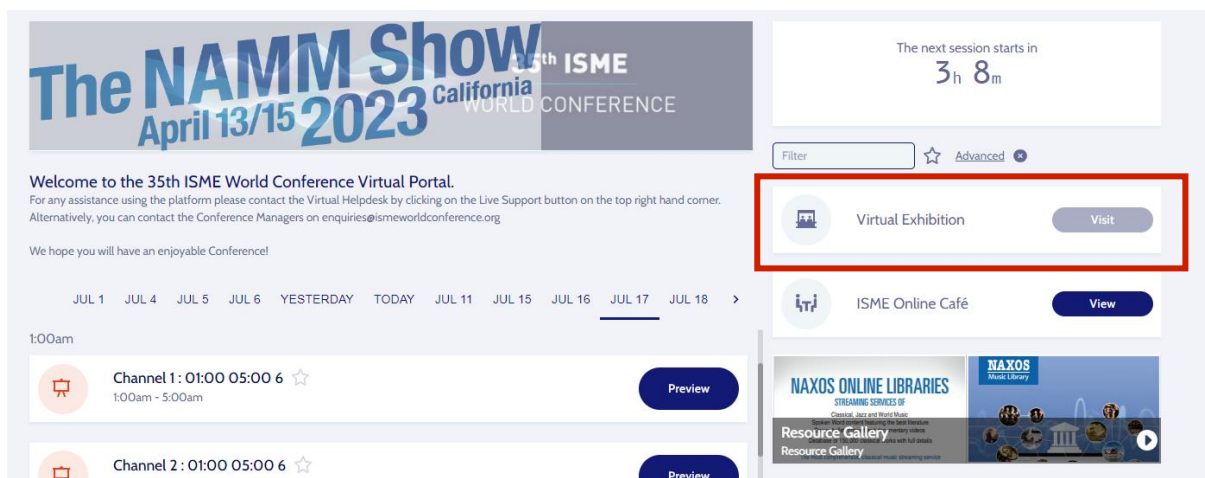 The NAMM Show
April 13/15 2023 California
35th ISME
WORLD CONFERENCE
Welcome to the 35th ISME World Conference Virtual Portal.
For any assistance using the platform please contact the Virtual Helpdesk by clicking on the Live Support button on the top right hand corner.
Alternatively, you can contact the Conference Managers on enquiries@ismeworldconference.org
We hope you will have an enjoyable Conference!
JUL 1 JUL 4 JUL 5 JUL 6 YESTERDAY TODAY JUL 11 JUL 15 JUL 16 JUL 17 JUL 18 >
1:00am
Channel 1 : 01:00 05:00 6
1:00am - 5:00am
Preview
Channel 2 : 01:00 05:00 6
Preview
The next session starts in
3h 8m
Filter
Advanced
Virtual Exhibition
Visit
ISME Online Café
View
NAXOS ONLINE LIBRARIES
STREAMING SERVICES OF
Classical, Jazz and World Music
Spoken Word content featuring the best literature
NAXOS
Music Library
Resource Gallery
Resource Gallery